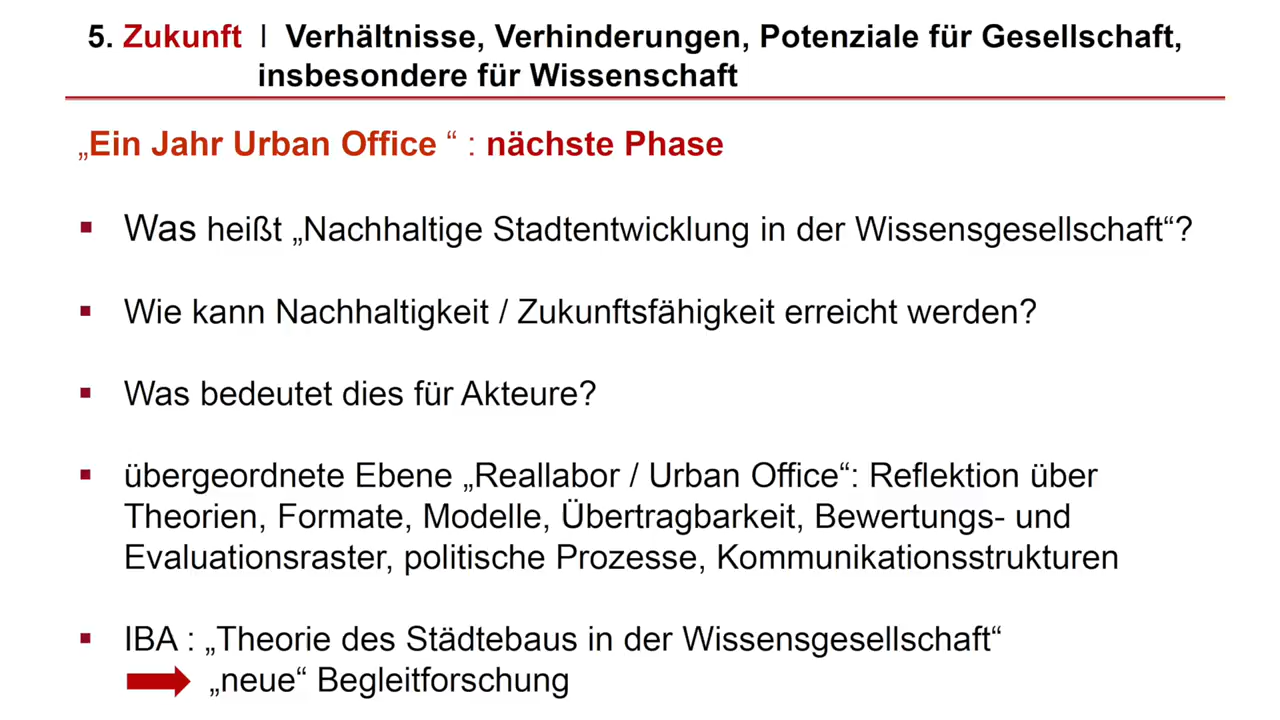 5. Zukunft | Verhältnisse, Verhinderungen, Potenziale für Gesellschaft,
insbesondere für Wissenschaft
„Ein Jahr Urban Office “ : nächste Phase
▪ Was heißt „Nachhaltige Stadtentwicklung in der Wissensgesellschaft“?
▪ Wie kann Nachhaltigkeit / Zukunftsfähigkeit erreicht werden?
▪ Was bedeutet dies für Akteure?
▪ übergeordnete Ebene „Reallabor / Urban Office“: Reflektion über
Theorien, Formate, Modelle, Übertragbarkeit, Bewertungs- und
Evaluationsraster, politische Prozesse, Kommunikationsstrukturen
▪ IBA : „Theorie des Städtebaus in der Wissensgesellschaft“
„neue“ Begleitforschung